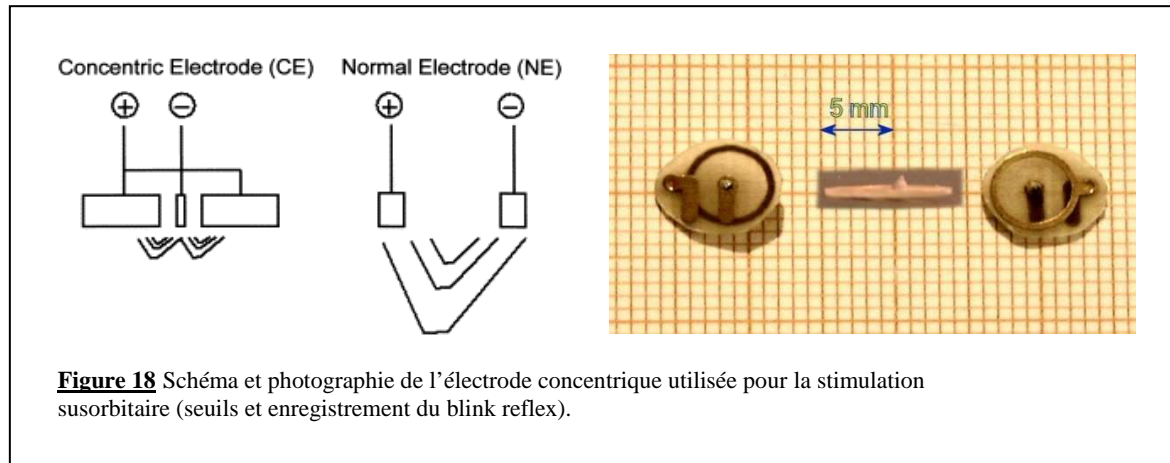 Concentric Electrode (CE) Normal Electrode (NE)
+ − + −
5 mm
Figure 18 Schéma et photographie de l’électrode concentrique utilisée pour la stimulation
susorbitaire (seuils et enregistrement du blink reflex).